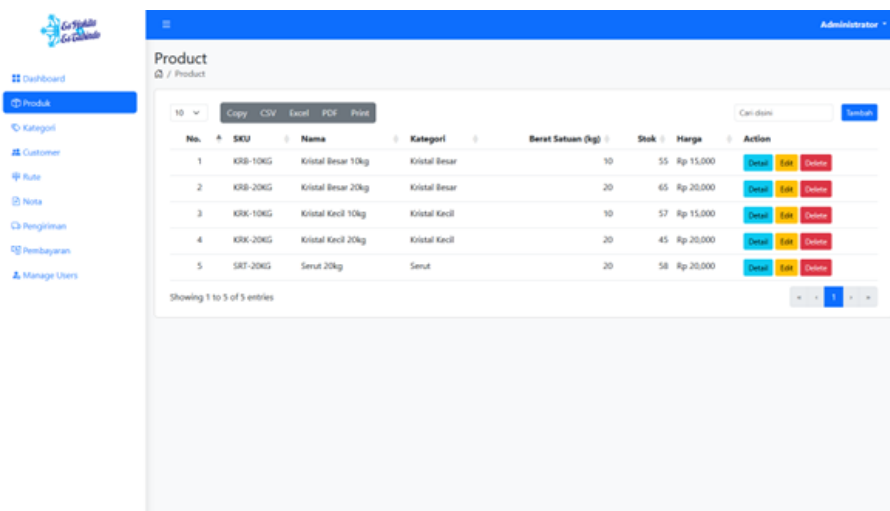 Administrator
Product
/ Product
Dashboard
Produk
Kategori
Customer
Rute
Nota
Pengiriman
Pembayaran
Manage Users
10 Copy CSV Excel PDF Print Cari disini Tambah
No. SKU Nama Kategori Berat Satuan (kg) Stok Harga Action
1 KRB-10KG Kristal Besar 10kg Kristal Besar 10 55 Rp 15,000 Detail Edit Delete
2 KRB-20KG Kristal Besar 20kg Kristal Besar 20 65 Rp 20,000 Detail Edit Delete
3 KRK-10KG Kristal Kecil 10kg Kristal Kecil 10 57 Rp 15,000 Detail Edit Delete
4 KRK-20KG Kristal Kecil 20kg Kristal Kecil 20 45 Rp 20,000 Detail Edit Delete
5 SRT-20KG Serut 20kg Serut 20 58 Rp 20,000 Detail Edit Delete
Showing 1 to 5 of 5 entries
« ‹ 1 › »